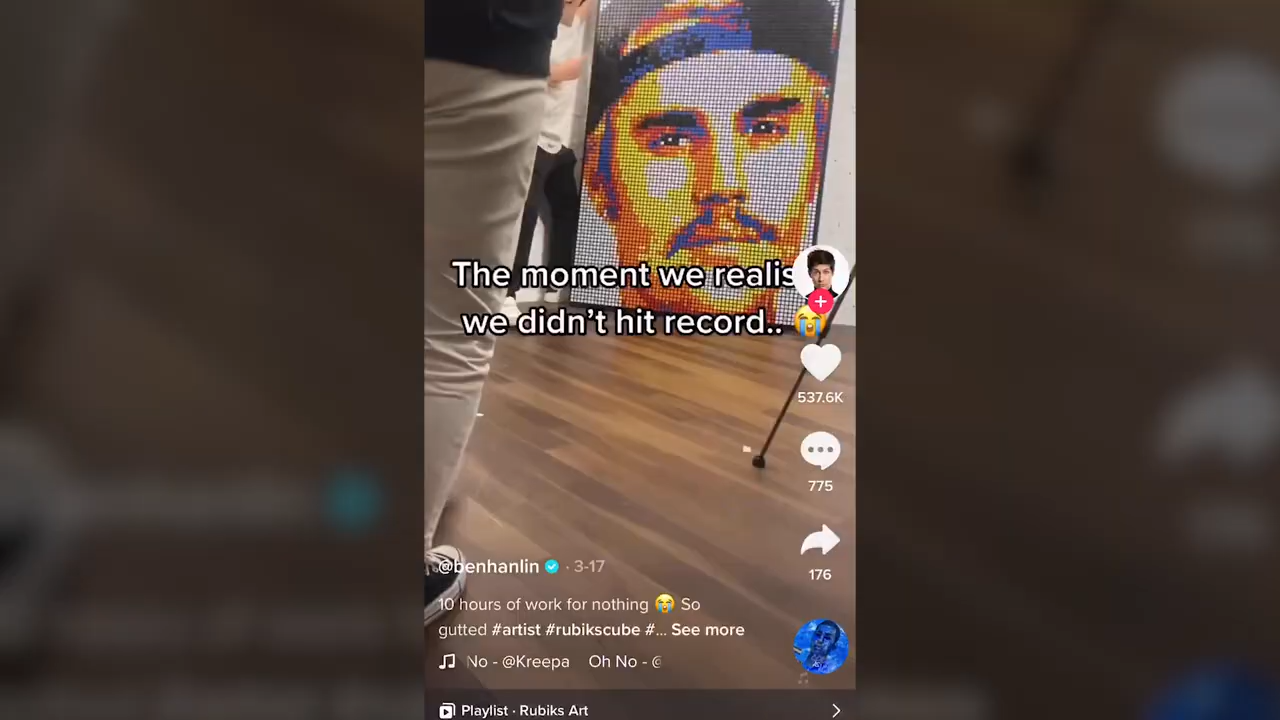 The moment we realis
we didn't hit record.. 😭
537.6K
775
176
@benhanlin · 3-17
10 hours of work for nothing 😭 So
gutted #artist #rubikscube #... See more
No - @Kreepa Oh No - @
Playlist · Rubiks Art